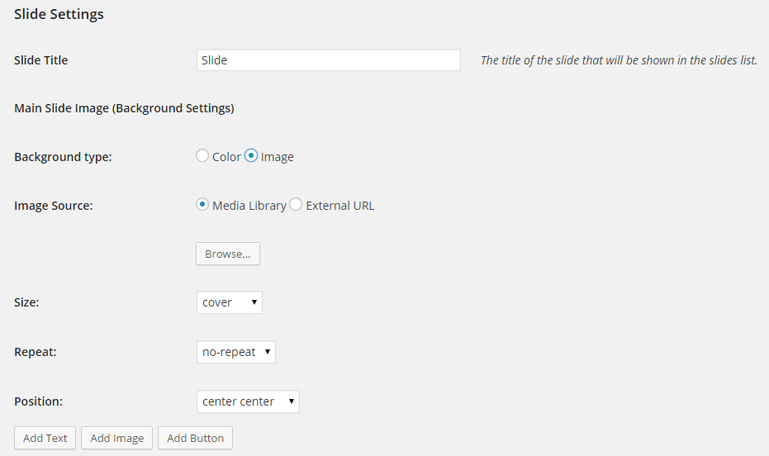 Slide Settings
Slide Title Slide The title of the slide that will be shown in the slides list.
Main Slide Image (Background Settings)
Background type: Color Image
Image Source: Media Library External URL
Browse...
Size: cover
Repeat: no-repeat
Position: center center
Add Text Add Image Add Button